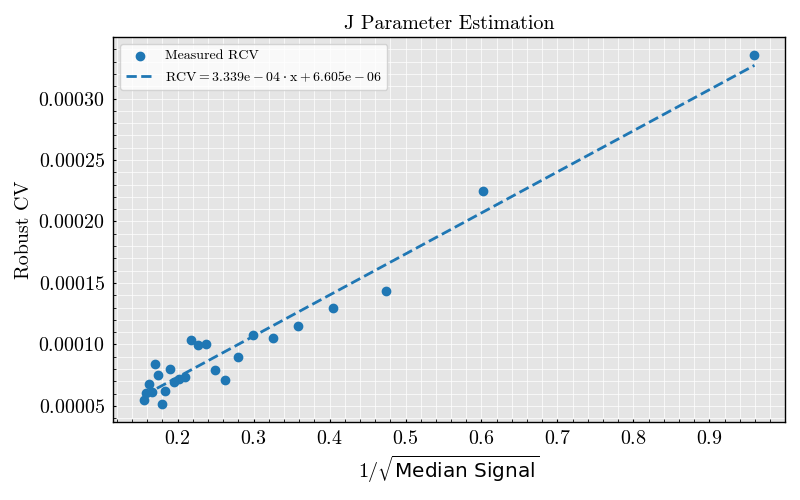 J Parameter Estimation
Measured RCV
RCV = 3.339e − 04 · x + 6.605e − 06
Robust CV
0.00030
0.00025
0.00020
0.00015
0.00010
0.00005
0.2 0.3 0.4 0.5 0.6 0.7 0.8 0.9
1/√Median Signal